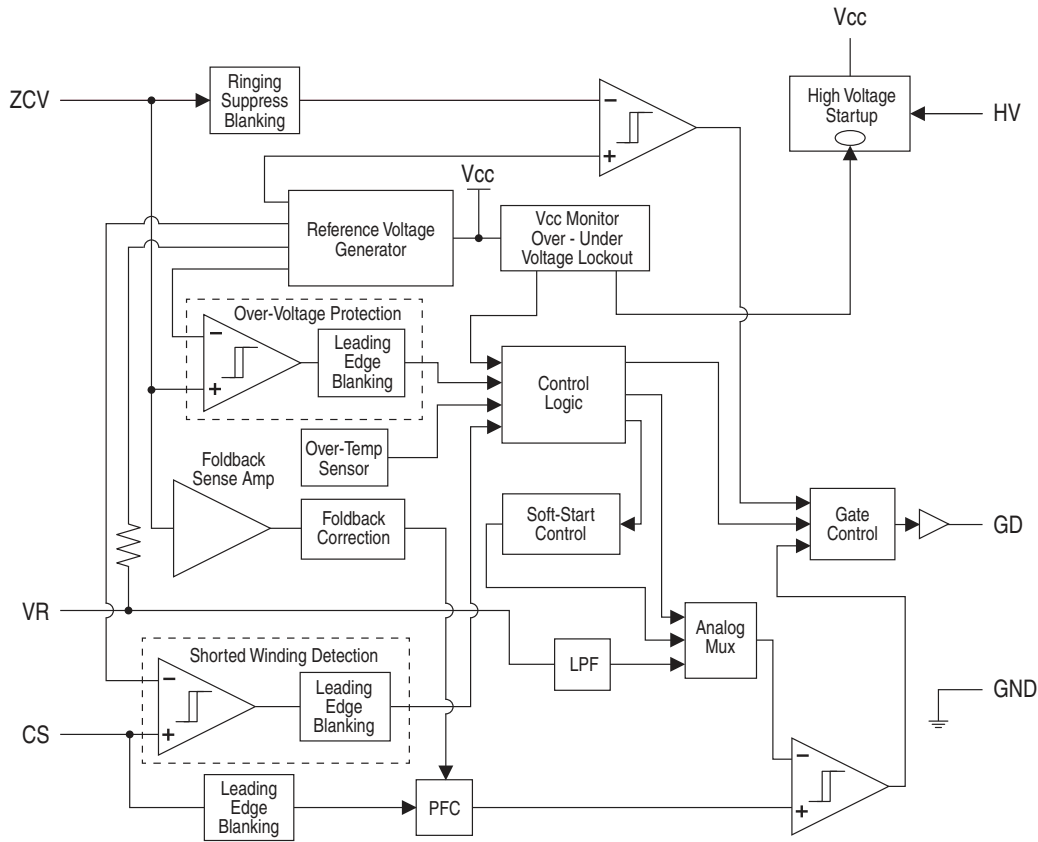 Vcc
ZCV
Ringing
Suppress
Blanking
−
+
High Voltage
Startup
HV
Vcc
Reference Voltage
Generator
Vcc Monitor
Over - Under
Voltage Lockout
Over-Voltage Protection
−
+
Leading
Edge
Blanking
Control
Logic
Over-Temp
Sensor
Foldback
Sense Amp
Foldback
Correction
Soft-Start
Control
Gate
Control
GD
VR
Analog
Mux
LPF
Shorted Winding Detection
−
+
Leading
Edge
Blanking
GND
CS
−
+
Leading
Edge
Blanking
PFC